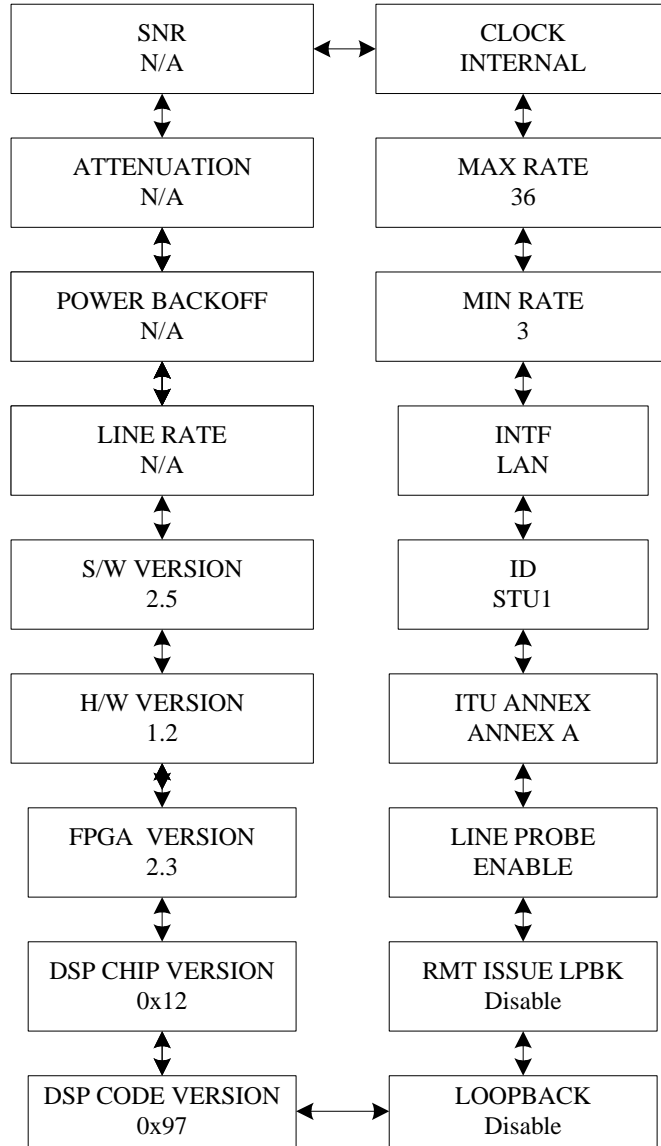 SNR
N/A
CLOCK
INTERNAL
ATTENUATION
N/A
MAX RATE
36
POWER BACKOFF
N/A
MIN RATE
3
LINE RATE
N/A
INTF
LAN
S/W VERSION
2.5
ID
STU1
H/W VERSION
1.2
ITU ANNEX
ANNEX A
FPGA VERSION
2.3
LINE PROBE
ENABLE
DSP CHIP VERSION
0x12
RMT ISSUE LPBK
Disable
DSP CODE VERSION
0x97
LOOPBACK
Disable